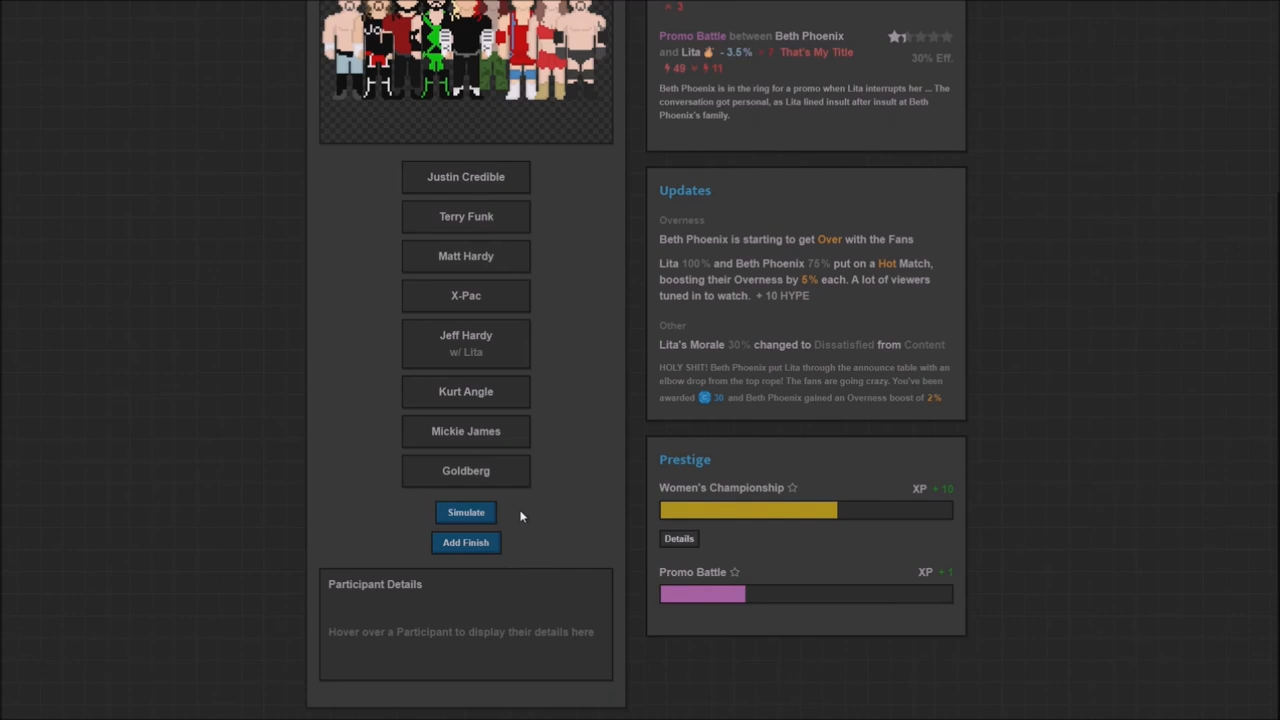 Justin Credible
Terry Funk
Matt Hardy
X-Pac
Jeff Hardy
w/ Lita
Kurt Angle
Mickie James
Goldberg
Simulate
Add Finish
Participant Details
Hover over a Participant to display their details here
3
Promo Battle between Beth Phoenix
and Lita - 3.5% 7 That's My Title
49 11
30% Eff.
Beth Phoenix is in the ring for a promo when Lita interrupts her ... The
conversation got personal, as Lita lined insult after insult at Beth
Phoenix's family.
Updates
Overness
Beth Phoenix is starting to get Over with the Fans
Lita 100% and Beth Phoenix 75% put on a Hot Match,
boosting their Overness by 5% each. A lot of viewers
tuned in to watch. + 10 HYPE
Other
Lita's Morale 30% changed to Dissatisfied from Content
HOLY SHIT! Beth Phoenix put Lita through the announce table with an
elbow drop from the top rope! The fans are going crazy. You've been
awarded 30 and Beth Phoenix gained an Overness boost of 2%
Prestige
Women's Championship XP + 10
Details
Promo Battle XP + 1